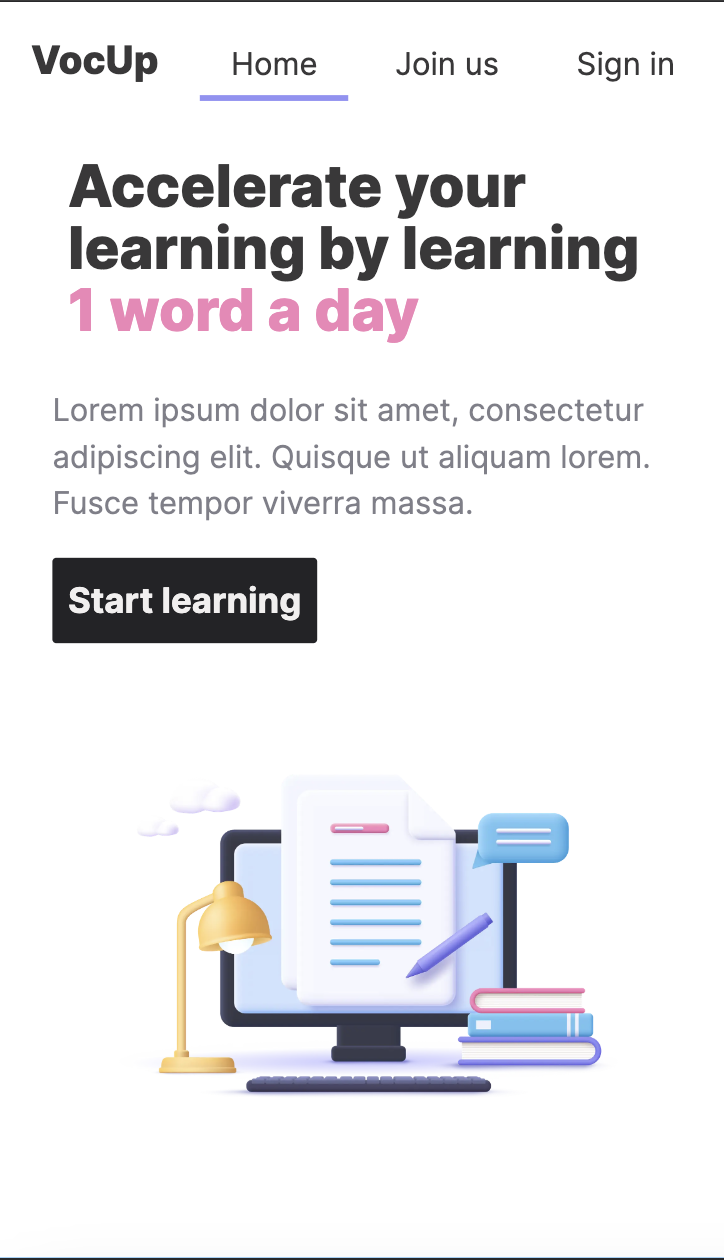 VocUp Home Join us Sign in
Accelerate your
learning by learning
1 word a day
Lorem ipsum dolor sit amet, consectetur
adipiscing elit. Quisque ut aliquam lorem.
Fusce tempor viverra massa.
Start learning